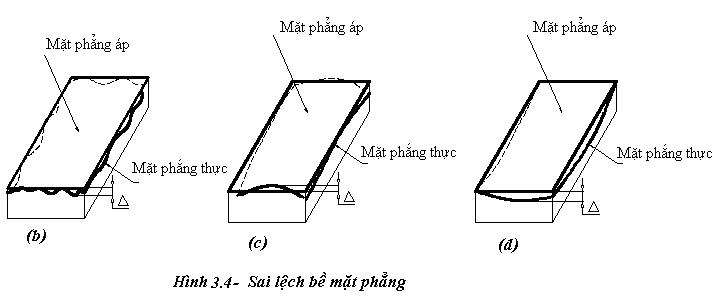 Mặt phẳng áp
Mặt phẳng áp
Mặt phẳng áp
Mặt phẳng thực
Mặt phẳng thực
Mặt phẳng thực
Δ
Δ
Δ
(b)
(c)
(d)
Hình 3.4- Sai lệch bề mặt phẳng